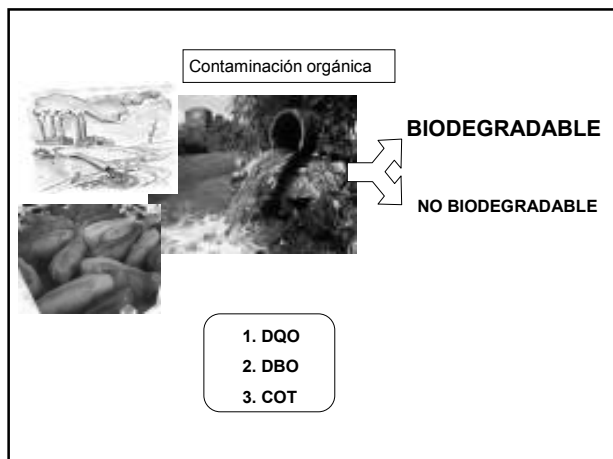 Contaminación orgánica
BIODEGRADABLE
NO BIODEGRADABLE
1. DQO
2. DBO
3. COT